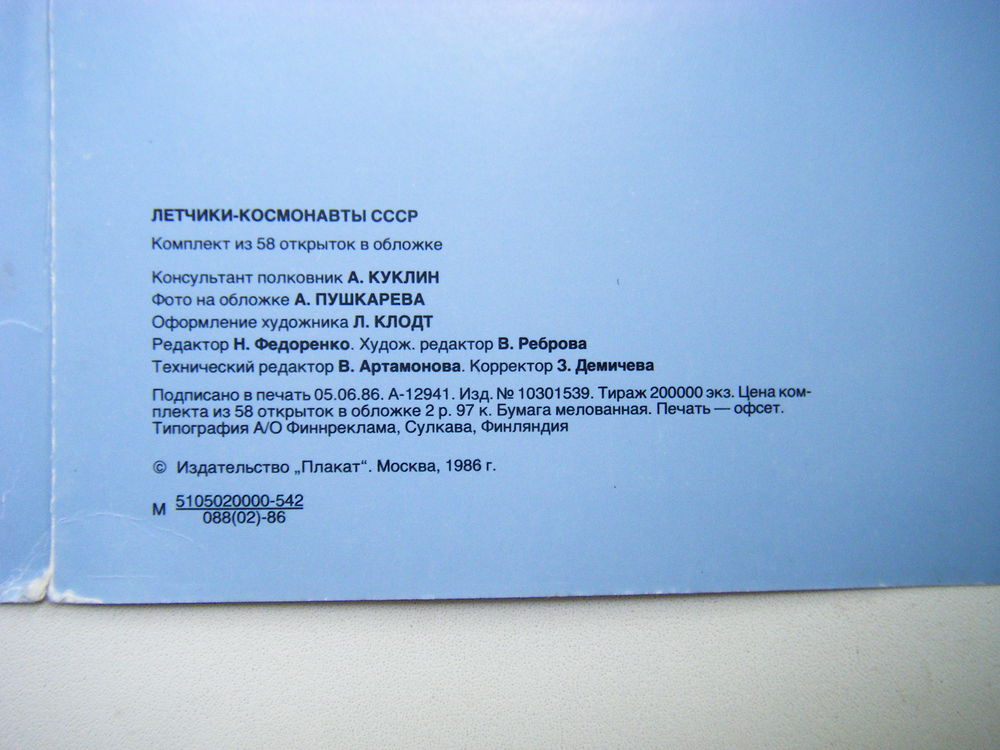 ЛЕТЧИКИ-КОСМОНАВТЫ СССР
Комплект из 58 открыток в обложке
Консультант полковник А. КУКЛИН
Фото на обложке А. ПУШКАРЕВА
Оформление художника Л. КЛОДТ
Редактор Н. Федоренко. Худож. редактор В. Реброва
Технический редактор В. Артамонова. Корректор З. Демичева
Подписано в печать 05.06.86. А-12941. Изд. № 10301539. Тираж 200000 экз. Цена ком-
плекта из 58 открыток в обложке 2 р. 97 к. Бумага мелованная. Печать — офсет.
Типография А/О Финнреклама, Сулкава, Финляндия
© Издательство „Плакат“. Москва, 1986 г.
М 5105020000-542
088(02)-86